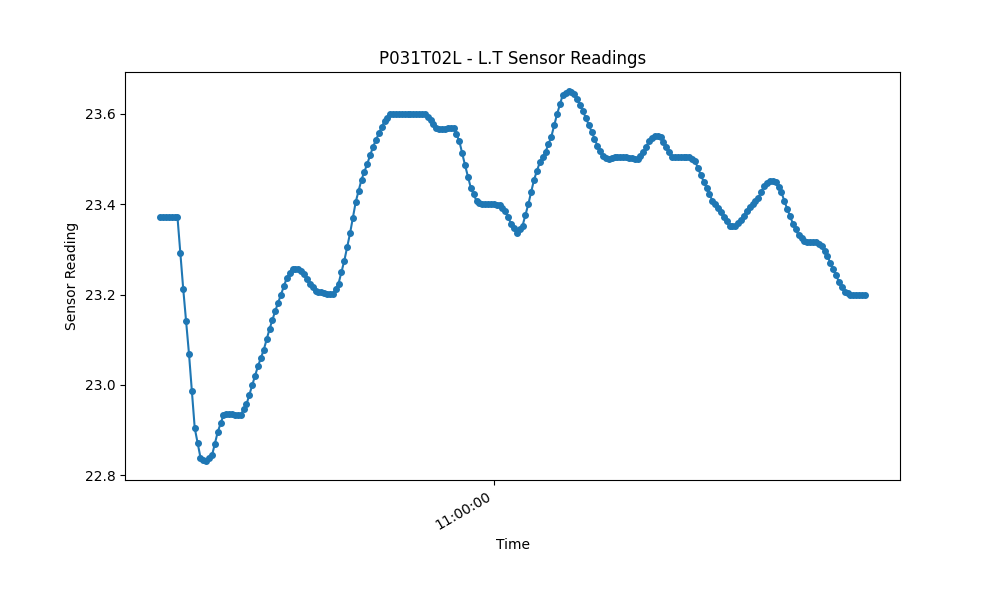 P031T02L - L.T Sensor Readings
23.6
23.4
23.2
23.0
22.8
Sensor Reading
11:00:00
Time